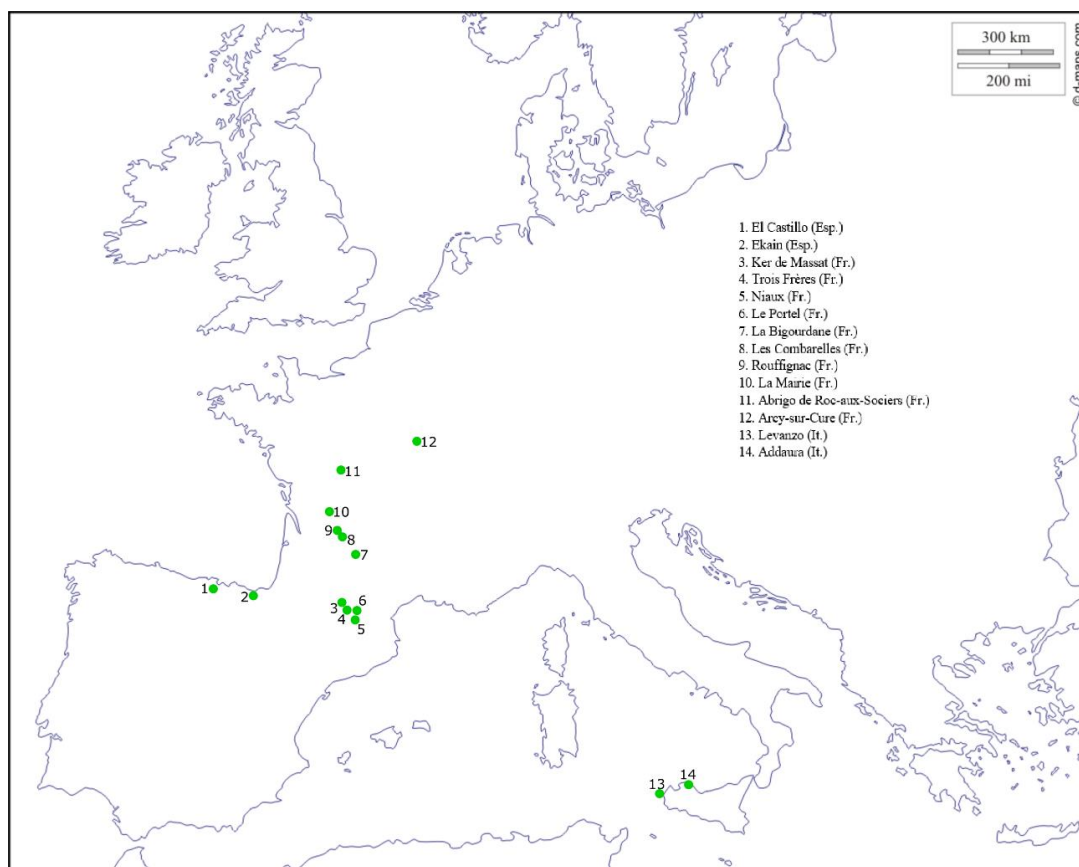 300 km
200 mi
© d-maps.com
1. El Castillo (Esp.)
2. Ekain (Esp.)
3. Ker de Massat (Fr.)
4. Trois Frères (Fr.)
5. Niaux (Fr.)
6. Le Portel (Fr.)
7. La Bigourdane (Fr.)
8. Les Combarelles (Fr.)
9. Rouffignac (Fr.)
10. La Mairie (Fr.)
11. Abrigo de Roc-aux-Sociers (Fr.)
12. Arcy-sur-Cure (Fr.)
13. Levanzo (It.)
14. Addaura (It.)
12
11
10
9
8
7
1
2
3
6
4
5
14
13